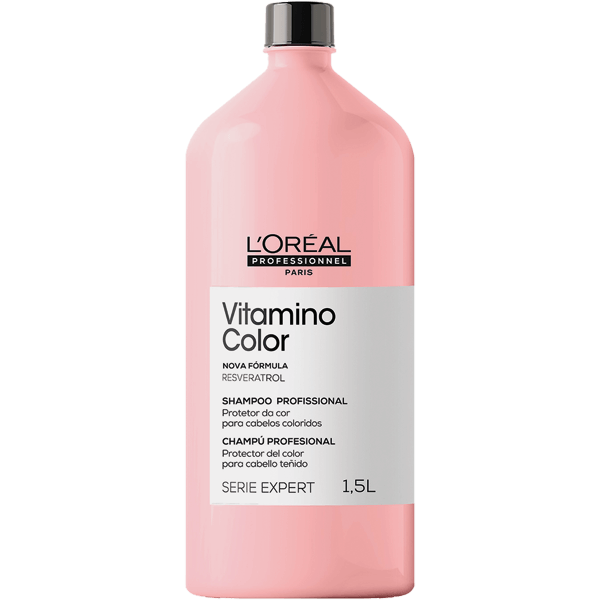 L'ORÉAL
PROFESSIONNEL
PARIS
Vitamino
Color
NOVA FÓRMULA
RESVERATROL
SHAMPOO PROFISSIONAL
Protetor da cor
para cabelos coloridos
CHAMPÚ PROFESIONAL
Protector del color
para cabello teñido
SERIE EXPERT 1,5L